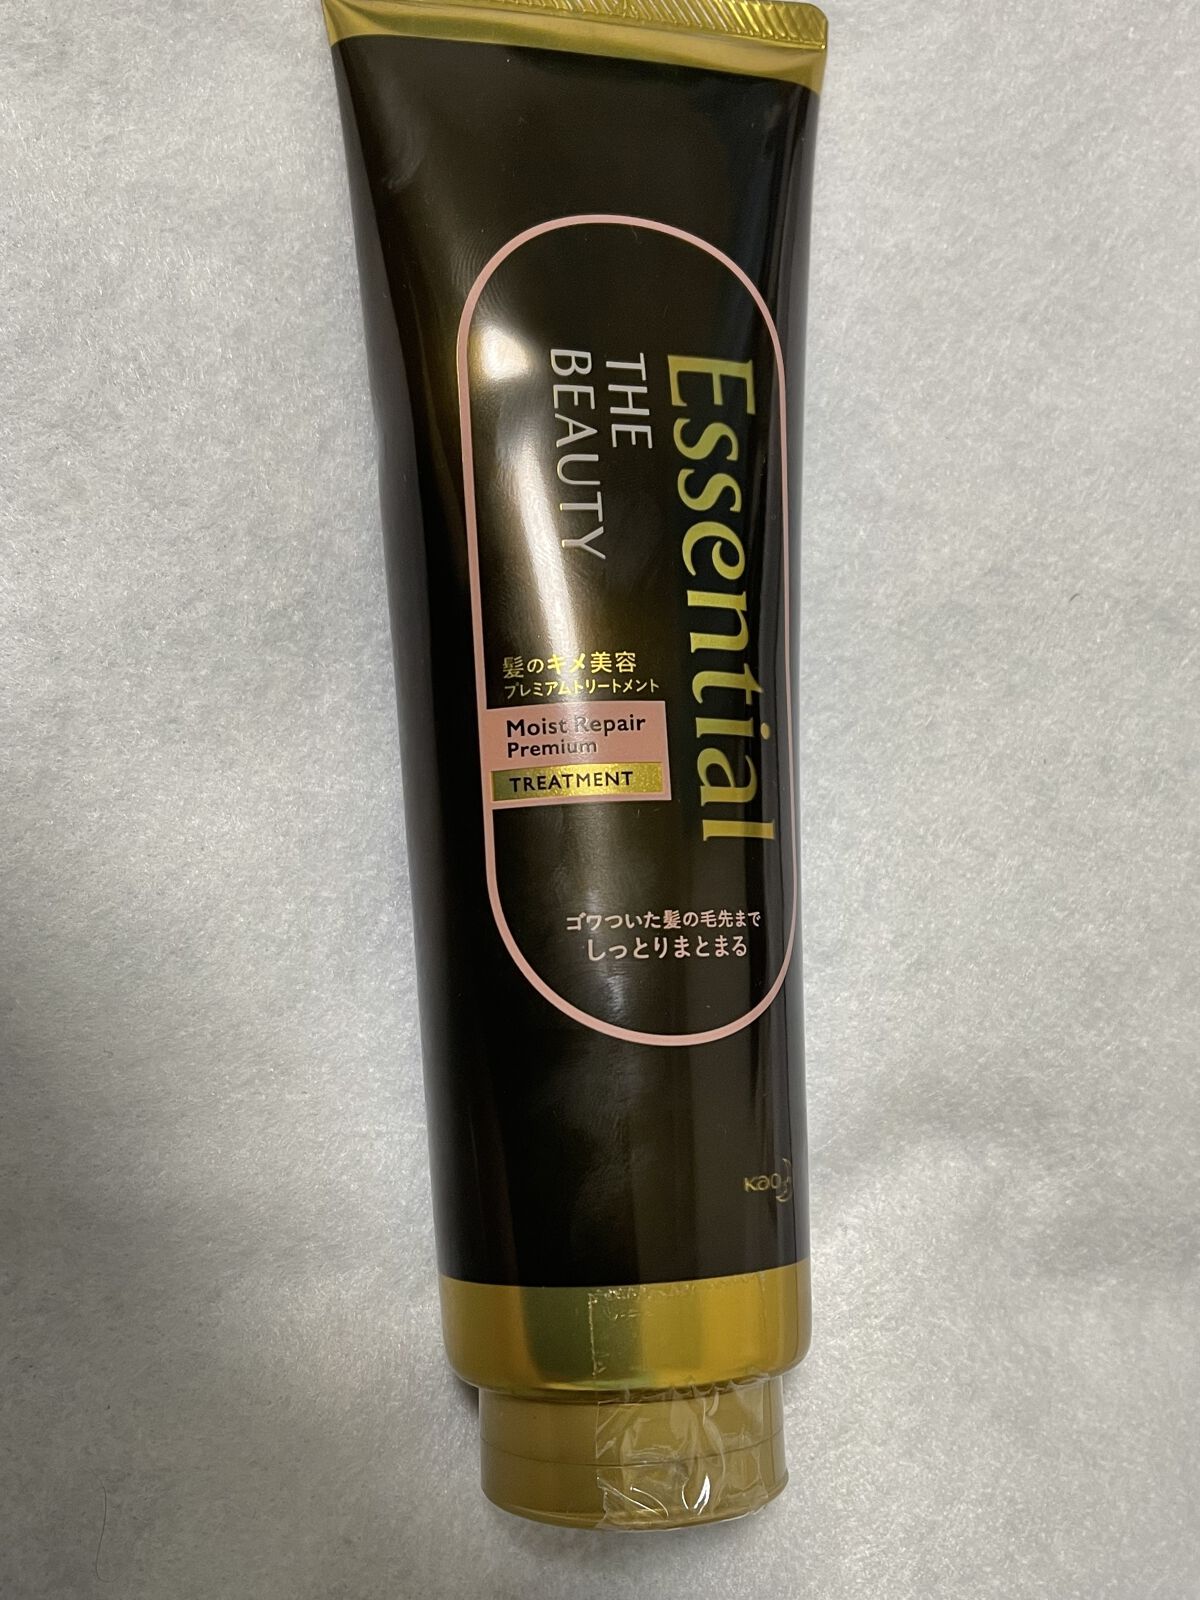 Essential
THE
BEAUTY
髪のキメ美容
プレミアムトリートメント
Moist Repair
Premium
TREATMENT
ゴワついた髪の毛先まで
しっとりまとまる
Kao